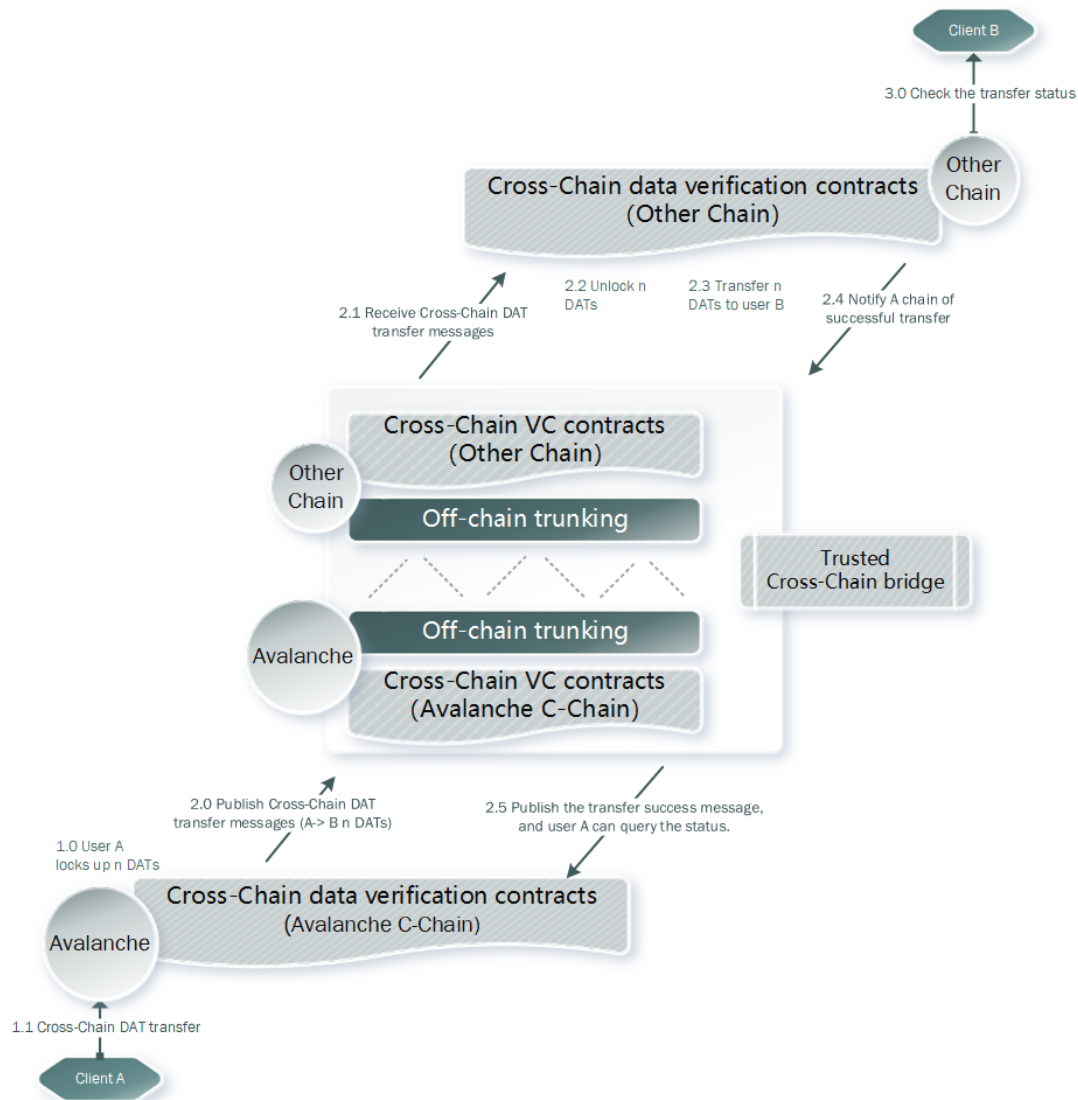 Client B
3.0 Check the transfer status
Other
Chain
Cross-Chain data verification contracts
(Other Chain)
2.1 Receive Cross-Chain DAT
transfer messages
2.2 Unlock n
DATs
2.3 Transfer n
DATs to user B
2.4 Notify A chain of
successful transfer
Cross-Chain VC contracts
(Other Chain)
Other
Chain
Off-chain trunking
Trusted
Cross-Chain bridge
Off-chain trunking
Avalanche
Cross-Chain VC contracts
(Avalanche C-Chain)
2.0 Publish Cross-Chain DAT
transfer messages (A-> B n DATs)
2.5 Publish the transfer success message,
and user A can query the status.
1.0 User A
locks up n DATs
Cross-Chain data verification contracts
(Avalanche C-Chain)
Avalanche
1.1 Cross-Chain DAT transfer
Client A